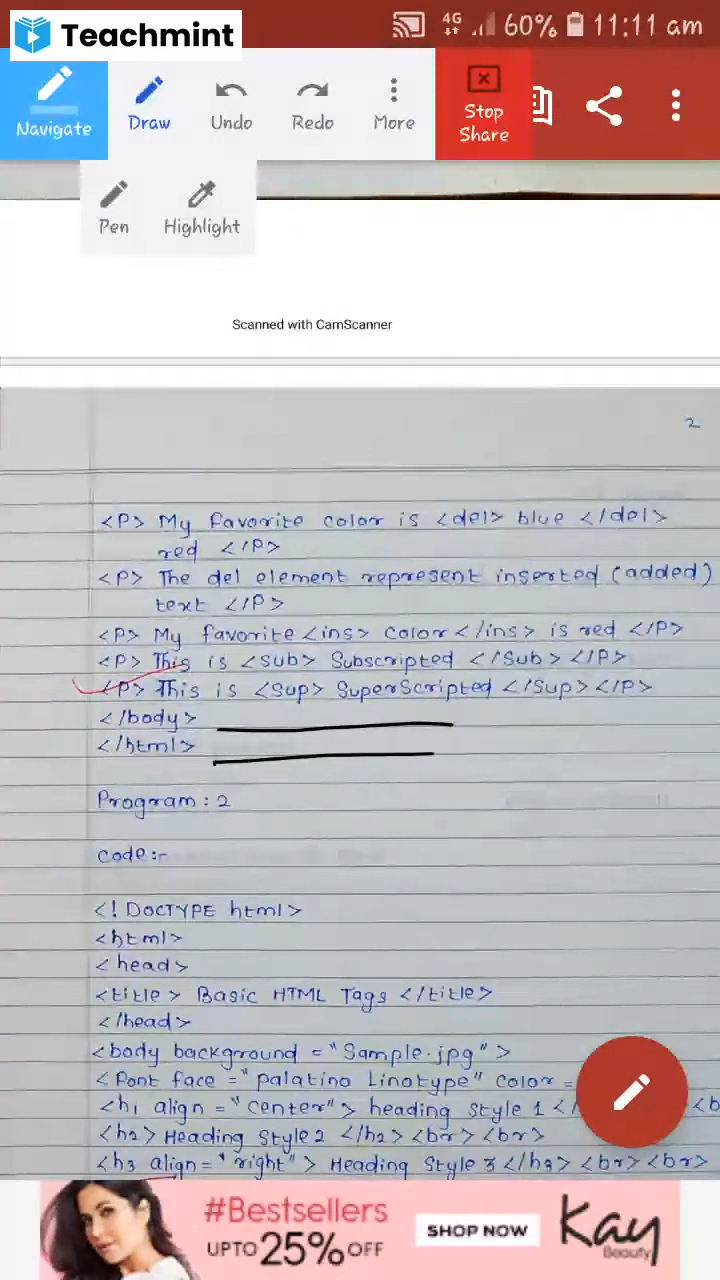 Teachmint
4G 60% 11:11 am
Navigate
Draw
Undo
Redo
More
Stop
Share
Pen
Highlight
Scanned with CamScanner
2
<P> My favorite color is <del> blue </del>
red </P>
<P> The del element represent inserted (added)
text </P>
<P> My favorite <ins> color </ins> is red </P>
<P> This is <sub> Subscripted </Sub> </P>
<P> This is <Sup> SuperScripted </Sup> </P>
</body>
</html>
Program : 2
Code :-
<! DOCTYPE html>
<html>
<head>
<title> Basic HTML Tags </title>
</head>
<body background = "Sample.jpg">
<Font face = "palatino Linotype" Color =
<h1 align = "center"> heading Style 1 </ <b
<h2> Heading Style 2 </h2> <br> <br>
<h3 align = "right"> Heading Style 3 </h3> <br> <br>
#Bestsellers
UPTO 25% OFF
SHOP NOW
Kay
Beauty